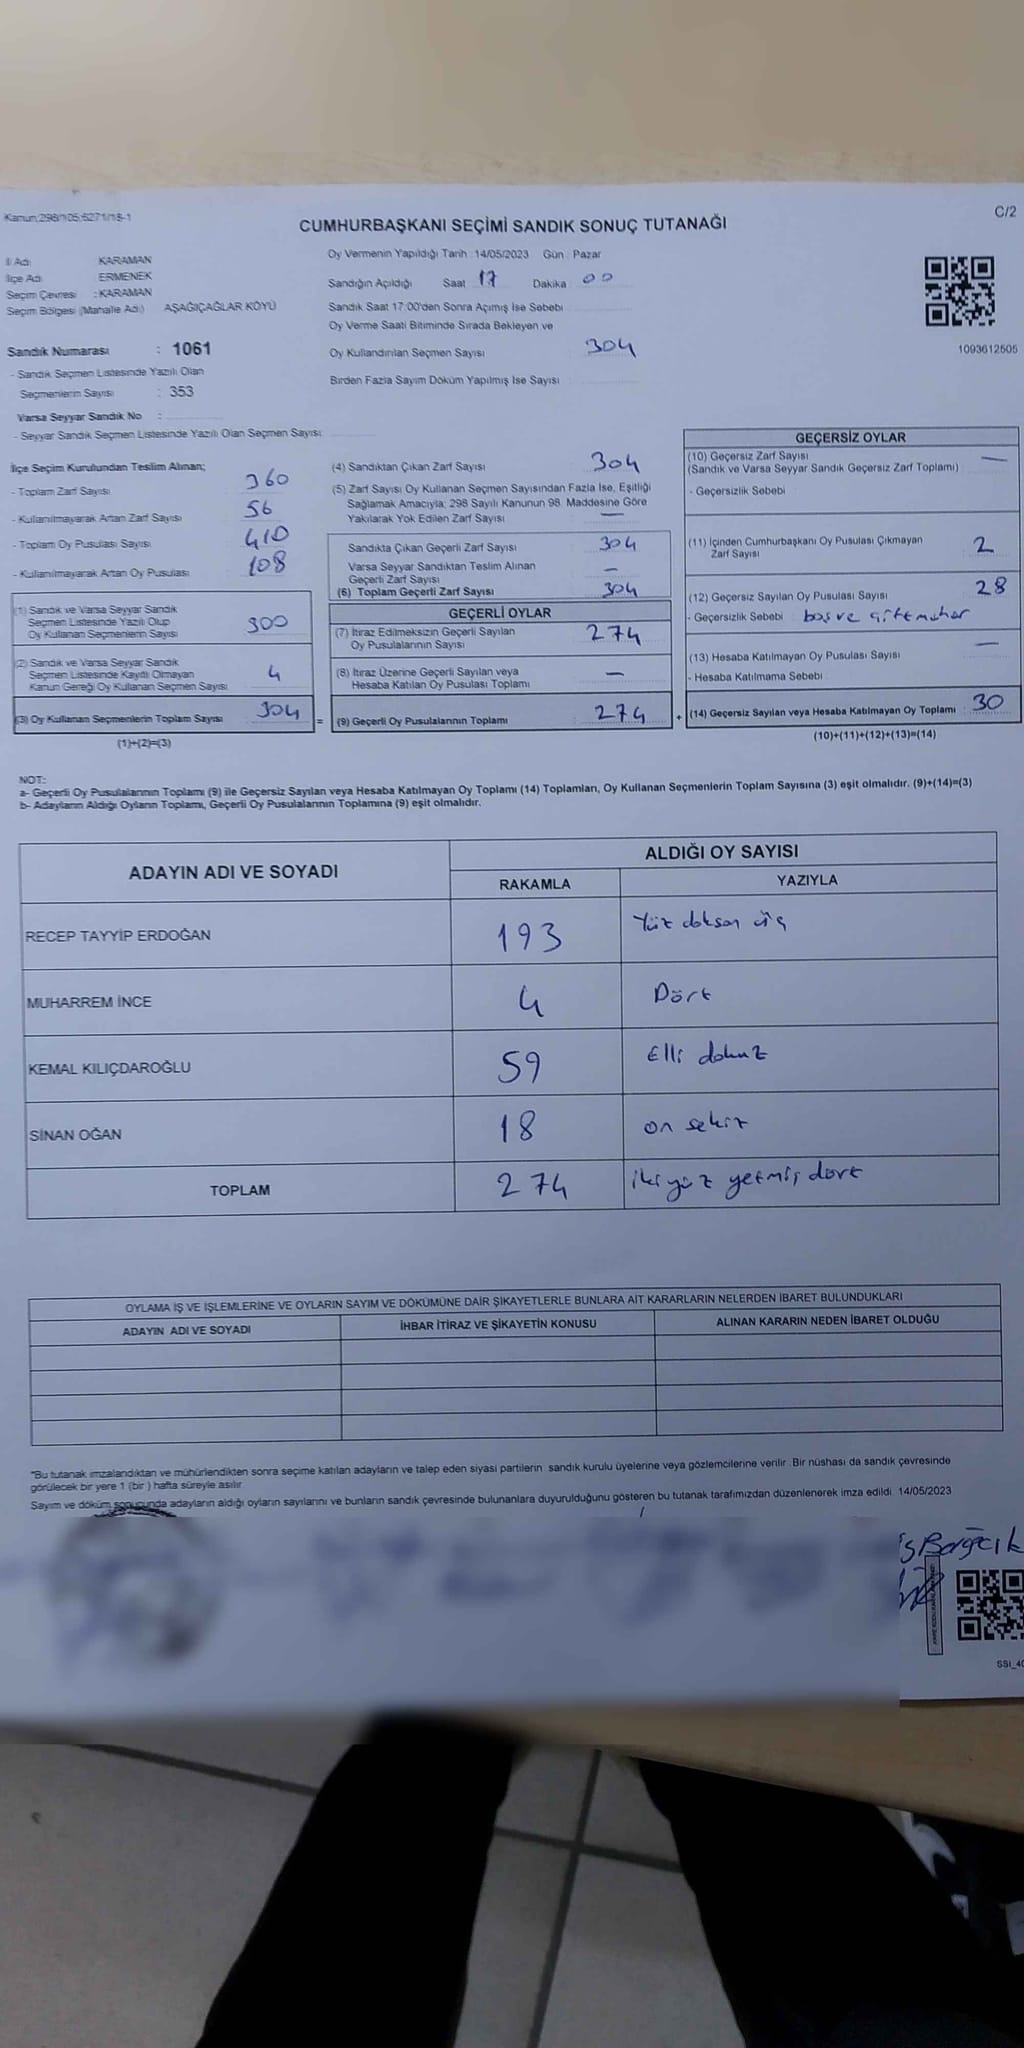 Kanun;298/105;6271/18-1
C/2
CUMHURBAŞKANI SEÇİMİ SANDIK SONUÇ TUTANAĞI
İl Adı: KARAMAN
İlçe Adı: ERMENEK
Seçim Çevresi : KARAMAN
Seçim Bölgesi (Mahalle Adı) AŞAĞIÇAĞLAR KÖYÜ
Sandık Numarası : 1061
- Sandık Seçmen Listesinde Yazılı Olan
Seçmenlerin Sayısı : 353
Varsa Seyyar Sandık No :
- Seyyar Sandık Seçmen Listesinde Yazılı Olan Seçmen Sayısı:
Oy Vermenin Yapıldığı Tarih : 14/05/2023 Gün : Pazar
Sandığın Açıldığı Saat 17 Dakika 00
Sandık Saat 17:00'den Sonra Açılmış İse Sebebi
Oy Verme Saati Bitiminde Sırada Bekleyen ve
Oy Kullandırılan Seçmen Sayısı 304
Birden Fazla Sayım Döküm Yapılmış İse Sayısı
1093612505
İlçe Seçim Kurulundan Teslim Alınan;
- Toplam Zarf Sayısı 360
- Kullanılmayarak Artan Zarf Sayısı 56
- Toplam Oy Pusulası Sayısı 410
- Kullanılmayarak Artan Oy Pusulası 108
(1) Sandık ve Varsa Seyyar Sandık
Seçmen Listesinde Yazılı Olup
Oy Kullanan Seçmenlerin Sayısı 300
(2) Sandık ve Varsa Seyyar Sandık
Seçmen Listesinde Kayıtlı Olmayan
Kanun Gereği Oy Kullanan Seçmen Sayısı 4
(3) Oy Kullanan Seçmenlerin Toplam Sayısı 304 =
(1)+(2)=(3)
(4) Sandıktan Çıkan Zarf Sayısı 304
(5) Zarf Sayısı Oy Kullanan Seçmen Sayısından Fazla İse, Eşitliği
Sağlamak Amacıyla; 298 Sayılı Kanunun 98. Maddesine Göre
Yakılarak Yok Edilen Zarf Sayısı —
Sandıkta Çıkan Geçerli Zarf Sayısı 304
Varsa Seyyar Sandıktan Teslim Alınan
Geçerli Zarf Sayısı —
(6) Toplam Geçerli Zarf Sayısı 304
GEÇERLİ OYLAR
(7) İtiraz Edilmeksizin Geçerli Sayılan
Oy Pusulalarının Sayısı 274
(8) İtiraz Üzerine Geçerli Sayılan veya
Hesaba Katılan Oy Pusulası Toplamı —
(9) Geçerli Oy Pusulalarının Toplamı 274 +
GEÇERSİZ OYLAR
(10) Geçersiz Zarf Sayısı —
(Sandık ve Varsa Seyyar Sandık Geçersiz Zarf Toplamı)
- Geçersizlik Sebebi
(11) İçinden Cumhurbaşkanı Oy Pusulası Çıkmayan
Zarf Sayısı 2
(12) Geçersiz Sayılan Oy Pusulası Sayısı 28
- Geçersizlik Sebebi : boş ve
(13) Hesaba Katılmayan Oy Pusulası Sayısı —
- Hesaba Katılmama Sebebi :
(14) Geçersiz Sayılan veya Hesaba Katılmayan Oy Toplamı : 30
(10)+(11)+(12)+(13)=(14)
NOT:
a- Geçerli Oy Pusulalarının Toplamı (9) ile Geçersiz Sayılan veya Hesaba Katılmayan Oy Toplamı (14) Toplamları, Oy Kullanan Seçmenlerin Toplam Sayısına (3) eşit olmalıdır. (9)+(14)=(3)
b- Adayların Aldığı Oyların Toplamı, Geçerli Oy Pusulalarının Toplamına (9) eşit olmalıdır.
ADAYIN ADI VE SOYADI ALDIĞI OY SAYISI
RAKAMLA YAZIYLA
RECEP TAYYİP ERDOĞAN 193 Yüz doksan üç
MUHARREM İNCE 4 Dört
KEMAL KILIÇDAROĞLU 59 Elli dokuz
SİNAN OĞAN 18 on sekiz
TOPLAM 274 iki yüz yetmiş dört
OYLAMA İŞ VE İŞLEMLERİNE VE OYLARIN SAYIM VE DÖKÜMÜNE DAİR ŞİKAYETLERLE BUNLARA AİT KARARLARIN NELERDEN İBARET BULUNDUKLARI
ADAYIN ADI VE SOYADI İHBAR İTİRAZ VE ŞİKAYETİN KONUSU ALINAN KARARIN NEDEN İBARET OLDUĞU
*Bu tutanak imzalandıktan ve mühürlendikten sonra seçime katılan adayların ve talep eden siyasi partilerin sandık kurulu üyelerine veya gözlemcilerine verilir. Bir nüshası da sandık çevresinde
görülecek bir yere 1 (bir) hafta süreyle asılır.
Sayım ve döküm sonucunda adayların aldığı oyların sayılarını ve bunların sandık çevresinde bulunanlara duyurulduğunu gösteren bu tutanak tarafımızdan düzenlenerek imza edildi. 14/05/2023